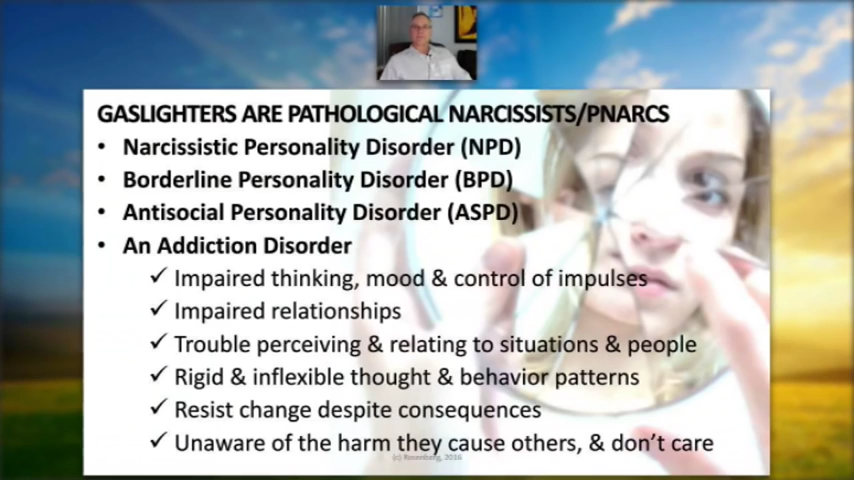 GASLIGHTERS ARE PATHOLOGICAL NARCISSISTS/PNARCS
• Narcissistic Personality Disorder (NPD)
• Borderline Personality Disorder (BPD)
• Antisocial Personality Disorder (ASPD)
• An Addiction Disorder
✓ Impaired thinking, mood & control of impulses
✓ Impaired relationships
✓ Trouble perceiving & relating to situations & people
✓ Rigid & inflexible thought & behavior patterns
✓ Resist change despite consequences
✓ Unaware of the harm they cause others, & don't care
(c) Rosenberg, 2016